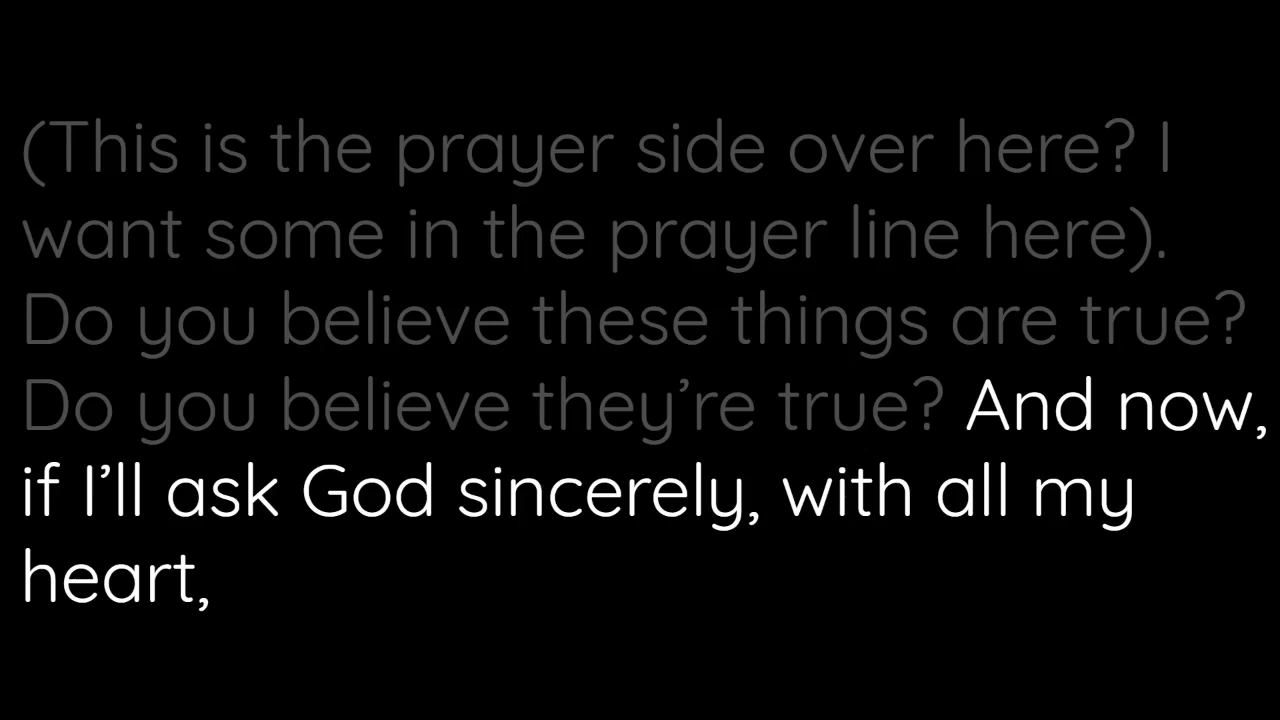 (This is the prayer side over here? I
want some in the prayer line here).
Do you believe these things are true?
Do you believe they’re true? And now,
if I’ll ask God sincerely, with all my
heart,